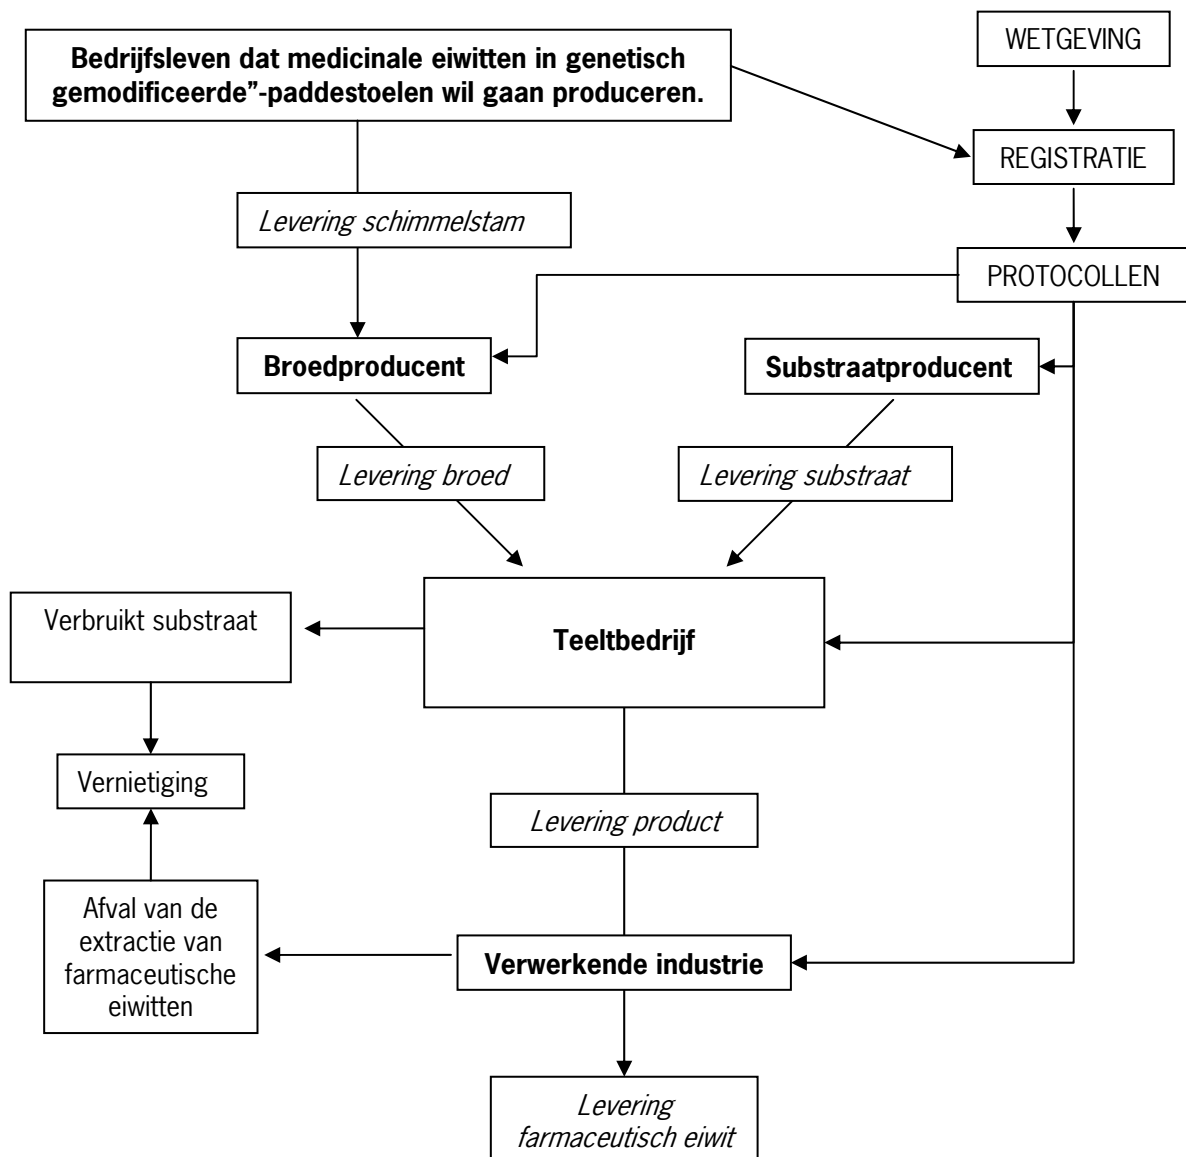 WETGEVING
Bedrijfsleven dat medicinale eiwitten in genetisch
gemodificeerde”-paddestoelen wil gaan produceren.
REGISTRATIE
Levering schimmelstam
PROTOCOLLEN
Broedproducent
Substraatproducent
Levering broed
Levering substraat
Verbruikt substraat
Teeltbedrijf
Vernietiging
Levering product
Afval van de
extractie van
farmaceutische
eiwitten
Verwerkende industrie
Levering
farmaceutisch eiwit